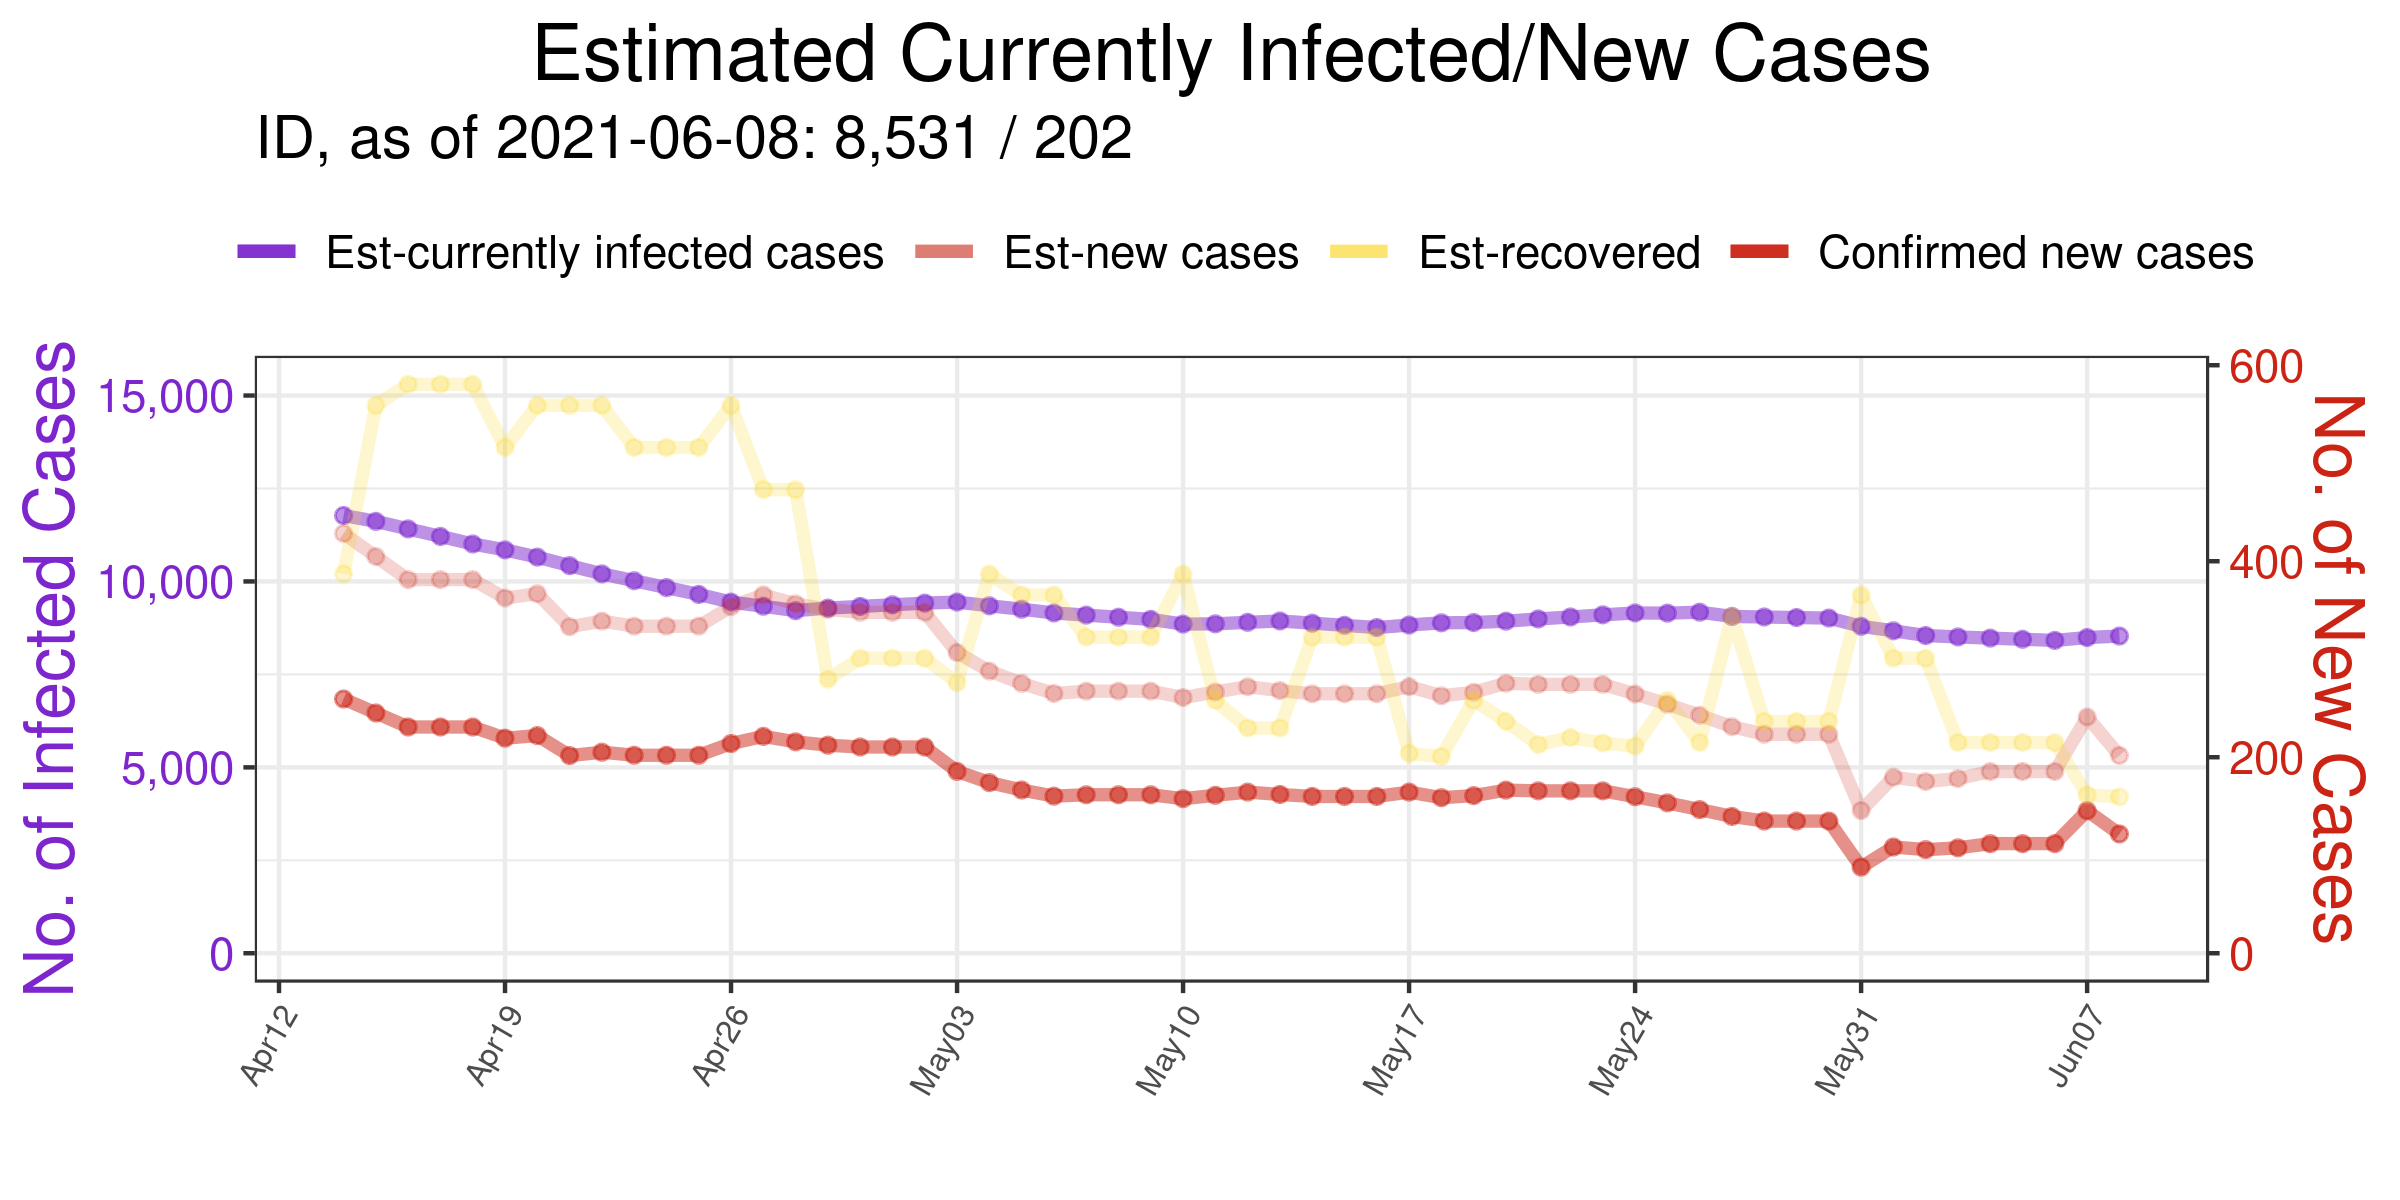 Estimated Currently Infected/New Cases
ID, as of 2021-06-08: 8,531 / 202
Est-currently infected cases Est-new cases Est-recovered Confirmed new cases
No. of Infected Cases
15,000
10,000
5,000
0
600
400
200
0
No. of New Cases
Apr12 Apr19 Apr26 May03 May10 May17 May24 May31 Jun07